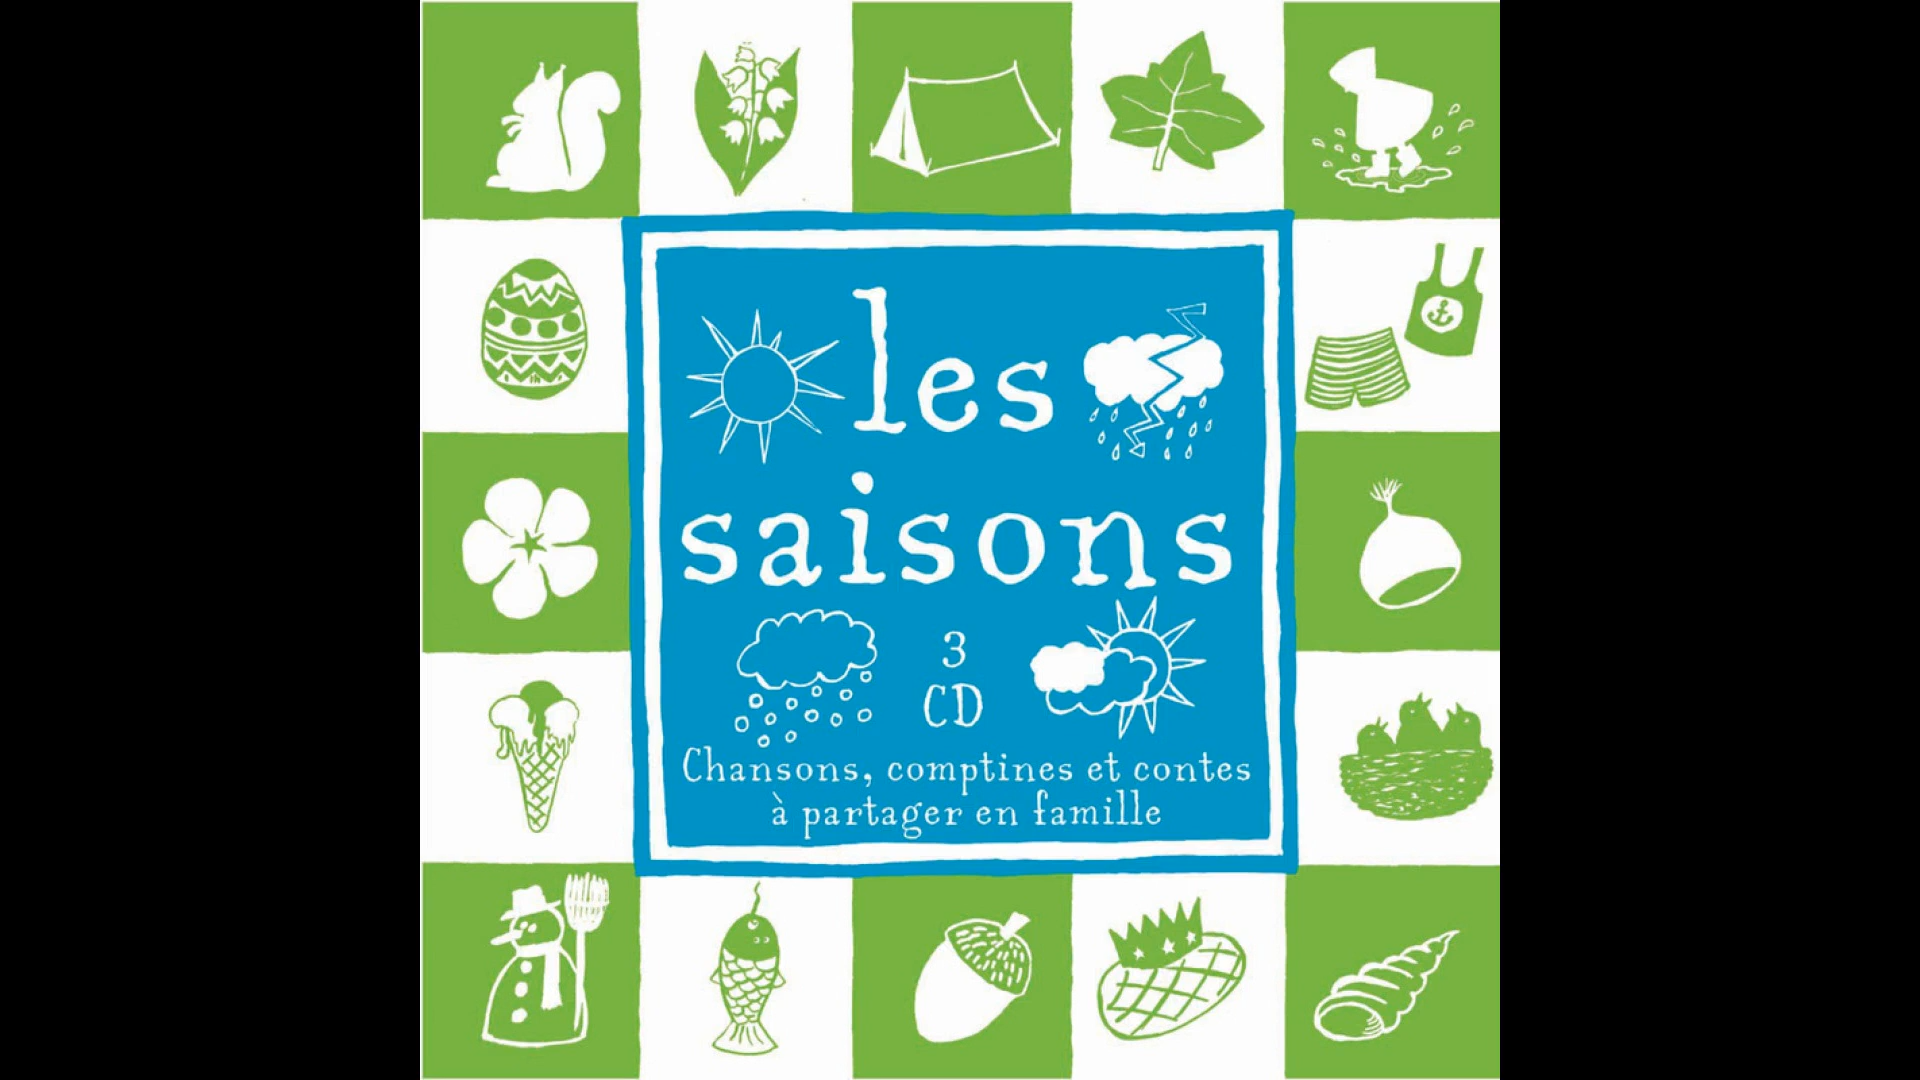 les
saisons
3
CD
Chansons, comptines et contes
à partager en famille